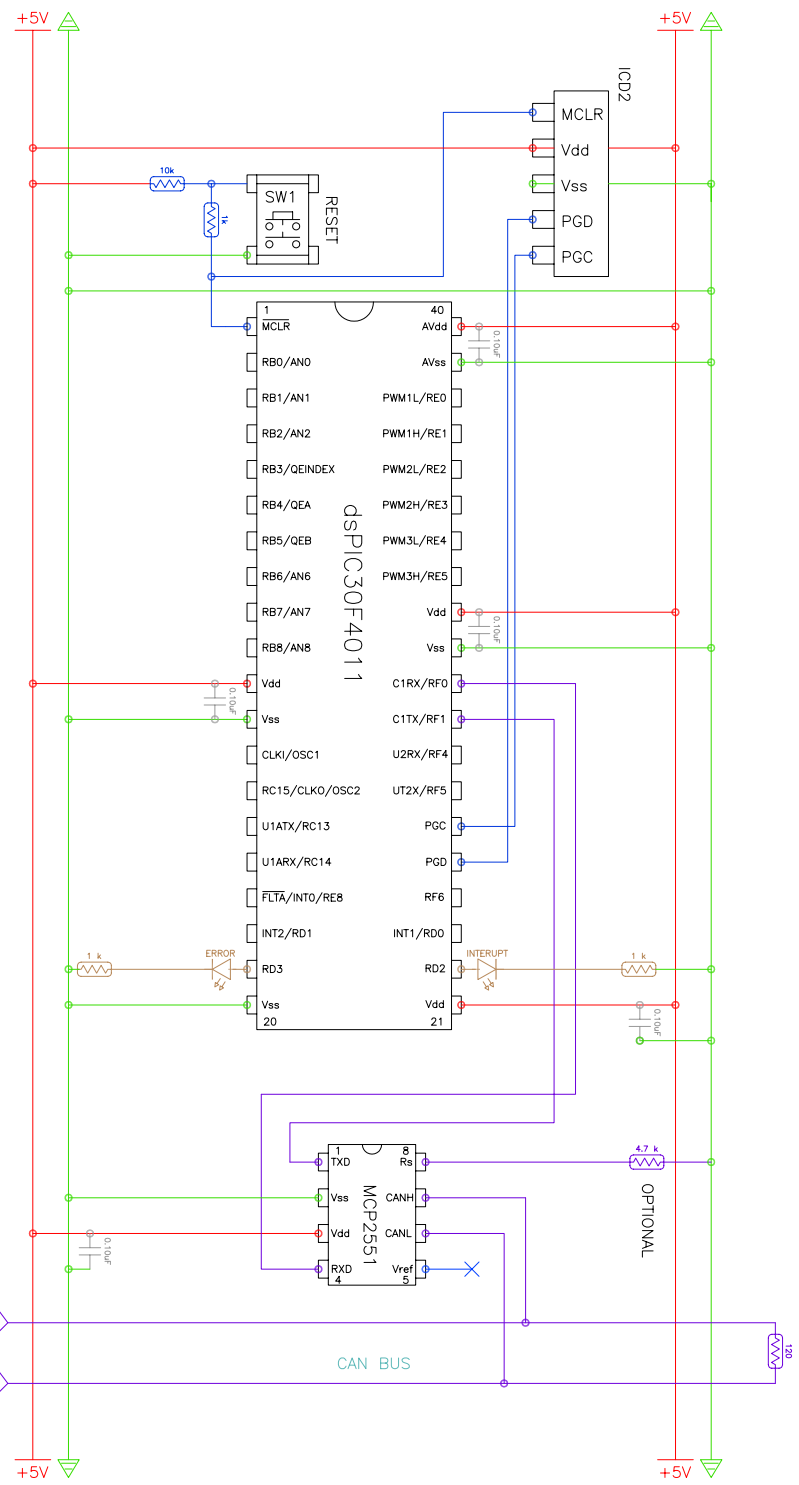 +5V
+5V
ICD2
MCLR
Vdd
Vss
PGD
PGC
10k
1k
SW1
RESET
1
40
MCLR
AVdd
0.10uF
RB0/AN0
AVss
RB1/AN1
PWM1L/RE0
RB2/AN2
PWM1H/RE1
RB3/QEINDEX
PWM2L/RE2
RB4/QEA
PWM2H/RE3
dsPIC30F4011
RB5/QEB
PWM3L/RE4
RB6/AN6
PWM3H/RE5
RB7/AN7
Vdd
0.10uF
RB8/AN8
Vss
Vdd
C1RX/RF0
0.10uF
Vss
C1TX/RF1
CLKI/OSC1
U2RX/RF4
RC15/CLKO/OSC2
UT2X/RF5
U1ATX/RC13
PGC
U1ARX/RC14
PGD
FLTA/INT0/RE8
RF6
INT2/RD1
INT1/RD0
1 k
ERROR
RD3
RD2
INTERUPT
1 k
Vss
Vdd
0.10uF
20
21
1
8
TXD
Rs
4.7 k
OPTIONAL
Vss
CANH
MCP2551
Vdd
CANL
0.10uF
RXD
Vref
4
5
120
CAN BUS
+5V
+5V